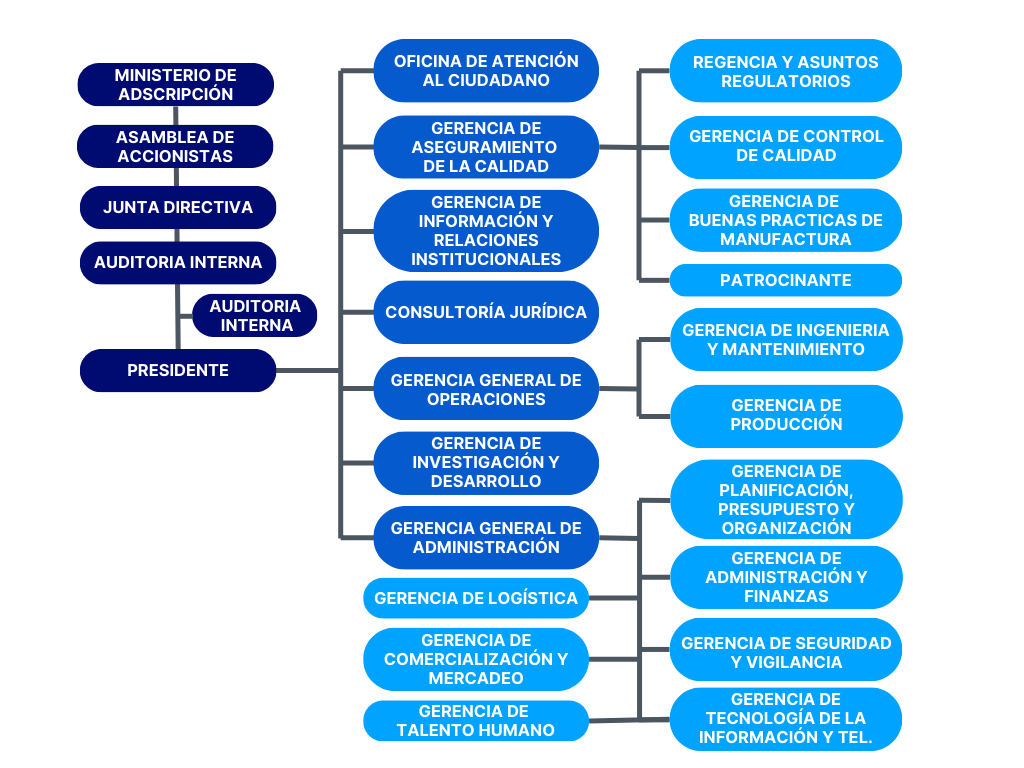 MINISTERIO DE
ADSCRIPCIÓN
ASAMBLEA DE
ACCIONISTAS
JUNTA DIRECTIVA
AUDITORIA INTERNA
AUDITORIA
INTERNA
PRESIDENTE
OFICINA DE ATENCIÓN
AL CIUDADANO
GERENCIA DE
ASEGURAMIENTO
DE LA CALIDAD
GERENCIA DE
INFORMACIÓN Y
RELACIONES
INSTITUCIONALES
CONSULTORÍA JURÍDICA
GERENCIA GENERAL DE
OPERACIONES
GERENCIA DE
INVESTIGACIÓN Y
DESARROLLO
GERENCIA GENERAL DE
ADMINISTRACIÓN
GERENCIA DE LOGÍSTICA
GERENCIA DE
COMERCIALIZACIÓN Y
MERCADEO
GERENCIA DE
TALENTO HUMANO
REGENCIA Y ASUNTOS
REGULATORIOS
GERENCIA DE CONTROL
DE CALIDAD
GERENCIA DE
BUENAS PRACTICAS DE
MANUFACTURA
PATROCINANTE
GERENCIA DE INGENIERIA
Y MANTENIMIENTO
GERENCIA DE
PRODUCCIÓN
GERENCIA DE
PLANIFICACIÓN,
PRESUPUESTO Y
ORGANIZACIÓN
GERENCIA DE
ADMINISTRACIÓN Y
FINANZAS
GERENCIA DE SEGURIDAD
Y VIGILANCIA
GERENCIA DE
TECNOLOGÍA DE LA
INFORMACIÓN Y TEL.